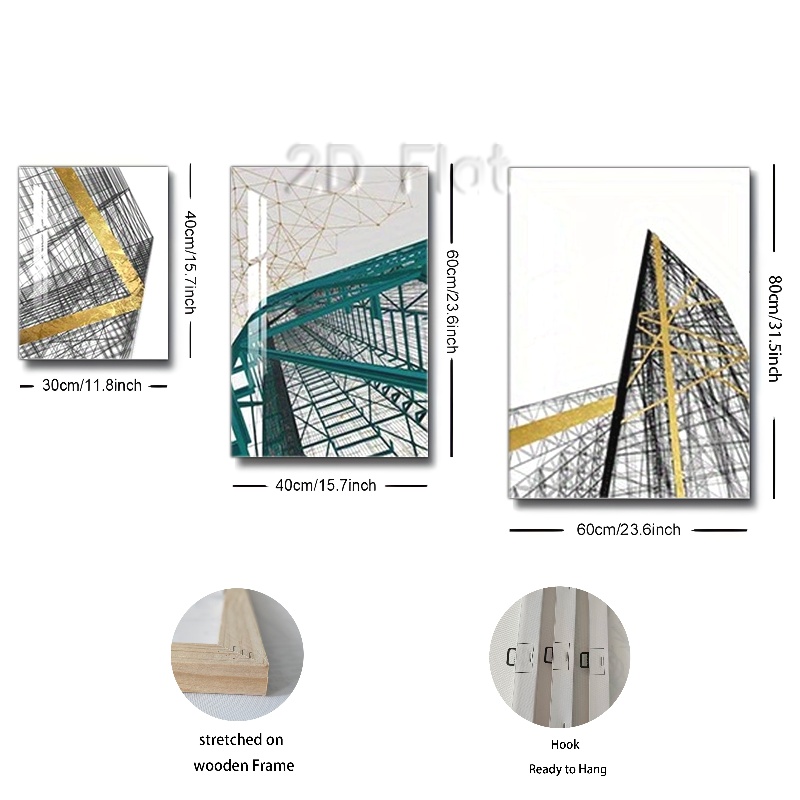 2D Flat
40cm/15.7inch
30cm/11.8inch
60cm/23.6inch
40cm/15.7inch
80cm/31.5inch
60cm/23.6inch
stretched on
wooden Frame
Hook
Ready to Hang